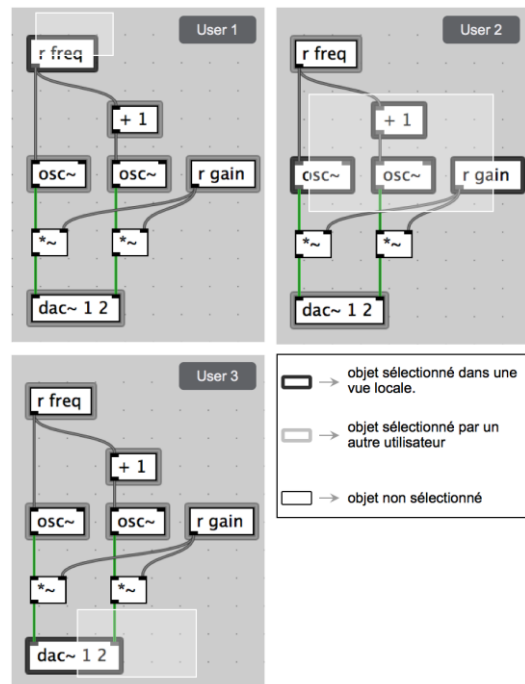 User 1
r freq
+ 1
osc~ osc~ r gain
*~ *~
dac~ 1 2
User 2
r freq
+ 1
osc~ osc~ r gain
*~ *~
dac~ 1 2
User 3
r freq
+ 1
osc~ osc~ r gain
*~ *~
dac~ 1 2
objet sélectionné dans une
vue locale.
objet sélectionné par un
autre utilisateur
objet non sélectionné